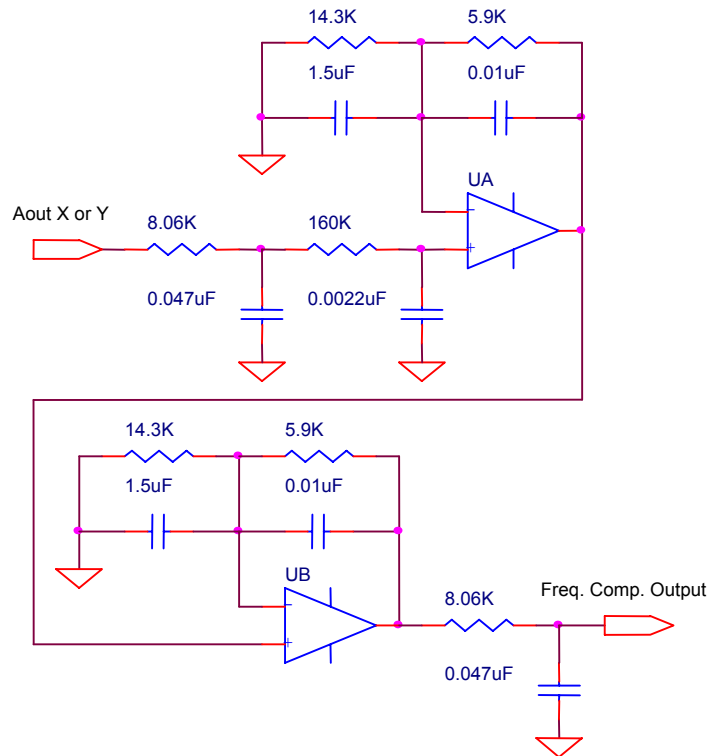 14.3K 5.9K
1.5uF 0.01uF
UA
-
+
Aout X or Y
8.06K 160K
0.047uF 0.0022uF
14.3K 5.9K
1.5uF 0.01uF
UB
-
+
8.06K
Freq. Comp. Output
0.047uF